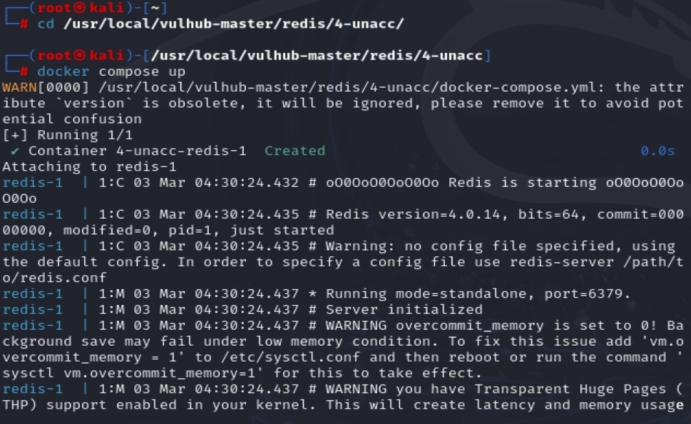 ┌──(root㉿kali)-[~]
└─# cd /usr/local/vulhub-master/redis/4-unacc/
┌──(root㉿kali)-[/usr/local/vulhub-master/redis/4-unacc]
└─# docker compose up
WARN[0000] /usr/local/vulhub-master/redis/4-unacc/docker-compose.yml: the attr
ibute `version` is obsolete, it will be ignored, please remove it to avoid pot
ential confusion
[+] Running 1/1
✔ Container 4-unacc-redis-1  Created 0.0s
Attaching to redis-1
redis-1  | 1:C 03 Mar 04:30:24.432 # oO0OoO0OoO0Oo Redis is starting oO0OoO0Oo
O0Oo
redis-1  | 1:C 03 Mar 04:30:24.435 # Redis version=4.0.14, bits=64, commit=000
00000, modified=0, pid=1, just started
redis-1  | 1:C 03 Mar 04:30:24.435 # Warning: no config file specified, using
the default config. In order to specify a config file use redis-server /path/t
o/redis.conf
redis-1  | 1:M 03 Mar 04:30:24.437 * Running mode=standalone, port=6379.
redis-1  | 1:M 03 Mar 04:30:24.437 # Server initialized
redis-1  | 1:M 03 Mar 04:30:24.437 # WARNING overcommit_memory is set to 0! Ba
ckground save may fail under low memory condition. To fix this issue add 'vm.o
vercommit_memory = 1' to /etc/sysctl.conf and then reboot or run the command '
sysctl vm.overcommit_memory=1' for this to take effect.
redis-1  | 1:M 03 Mar 04:30:24.437 # WARNING you have Transparent Huge Pages (
THP) support enabled in your kernel. This will create latency and memory usage